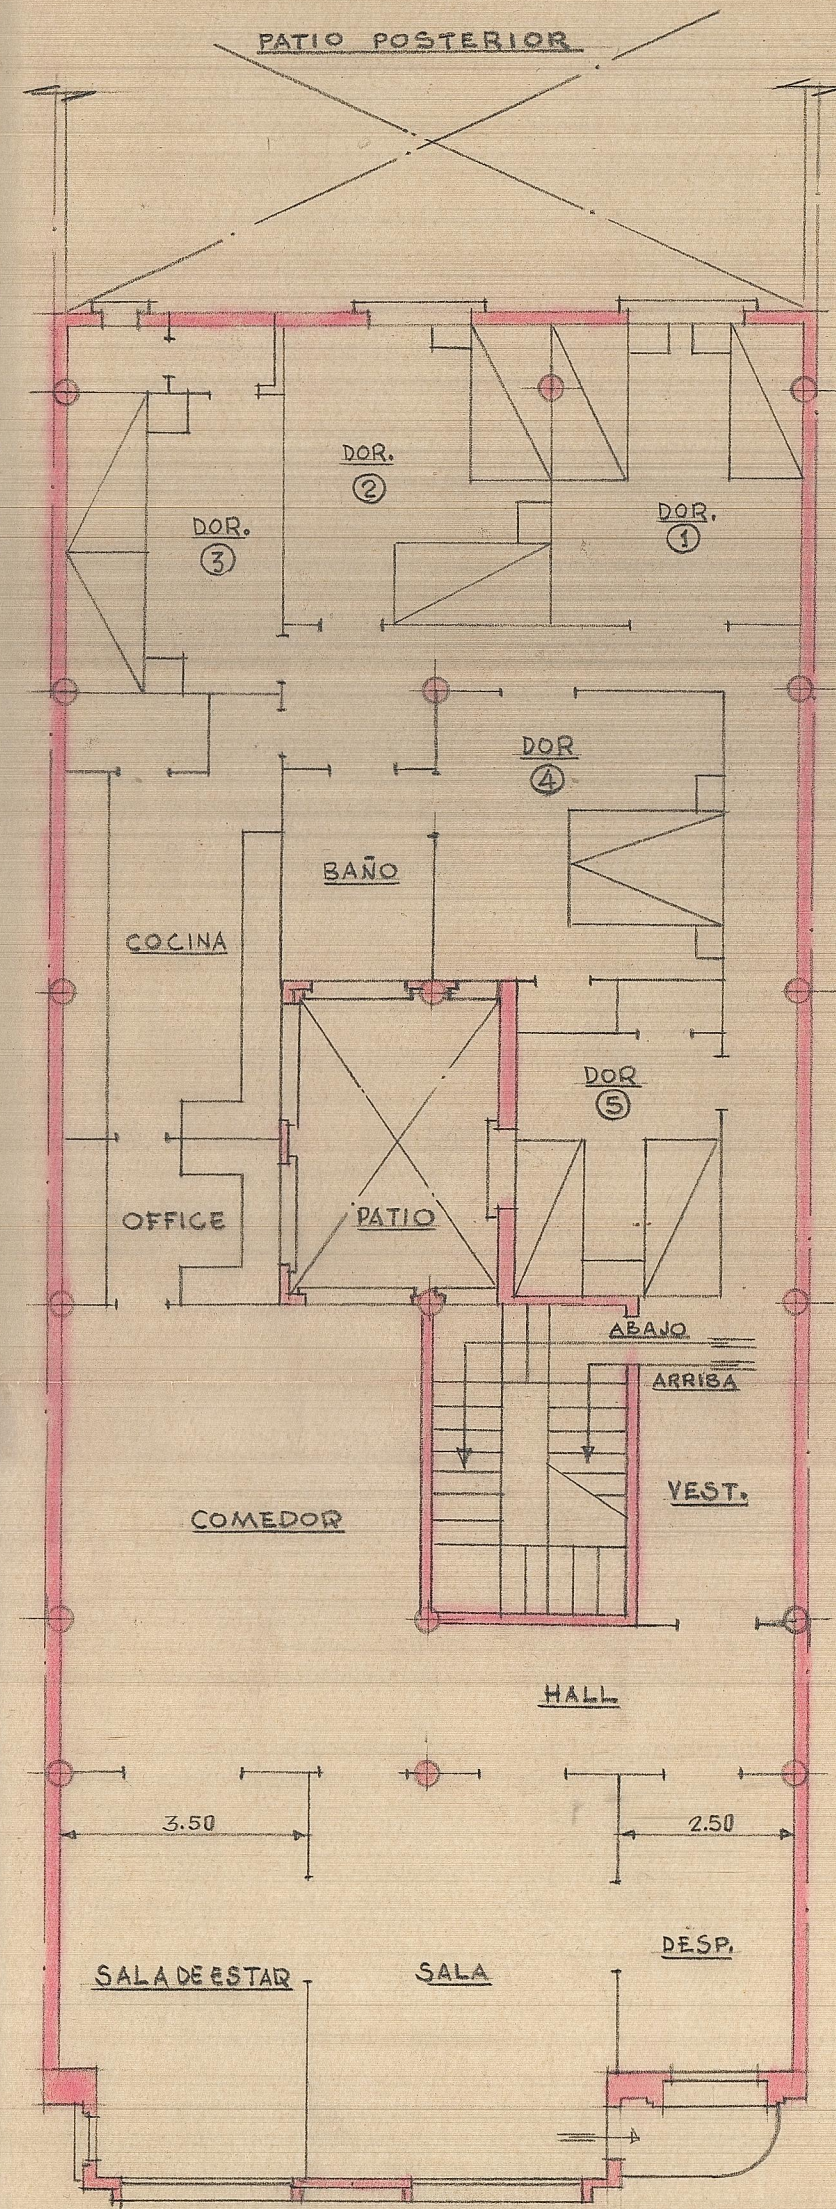 PATIO POSTERIOR
DOR.
2
DOR.
1
DOR.
3
DOR
4
BAÑO
COCINA
DOR
5
OFFICE
PATIO
ABAJO
ARRIBA
VEST.
COMEDOR
HALL
3.50
2.50
DESP.
SALA DE ESTAR
SALA